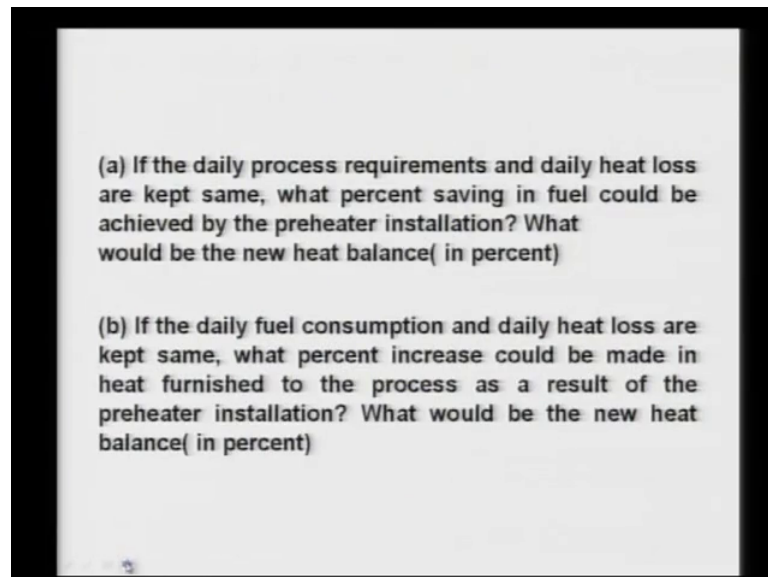 (a) If the daily process requirements and daily heat loss
are kept same, what percent saving in fuel could be
achieved by the preheater installation? What
would be the new heat balance( in percent)
(b) If the daily fuel consumption and daily heat loss are
kept same, what percent increase could be made in
heat furnished to the process as a result of the
preheater installation? What would be the new heat
balance( in percent)